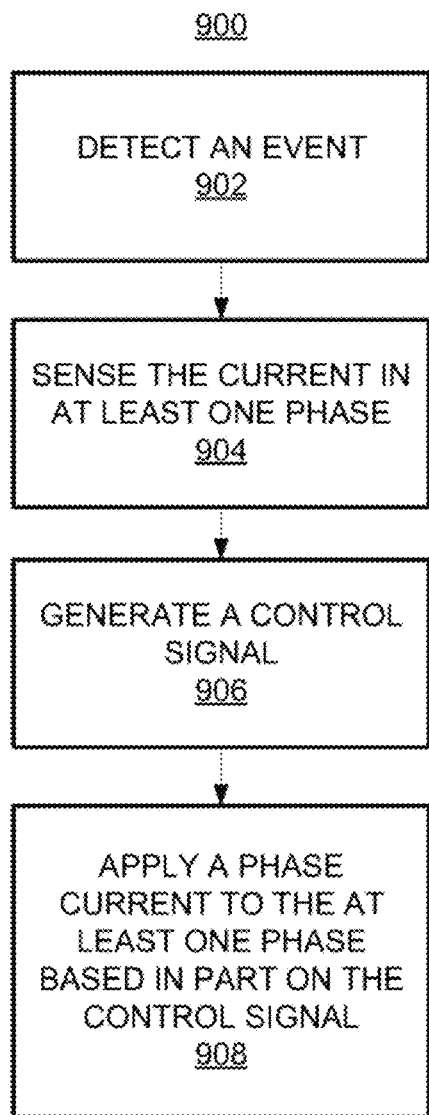 900
DETECT AN EVENT
902
SENSE THE CURRENT IN
AT LEAST ONE PHASE
904
GENERATE A CONTROL
SIGNAL
906
APPLY A PHASE
CURRENT TO THE AT
LEAST ONE PHASE
BASED IN PART ON THE
CONTROL SIGNAL
908